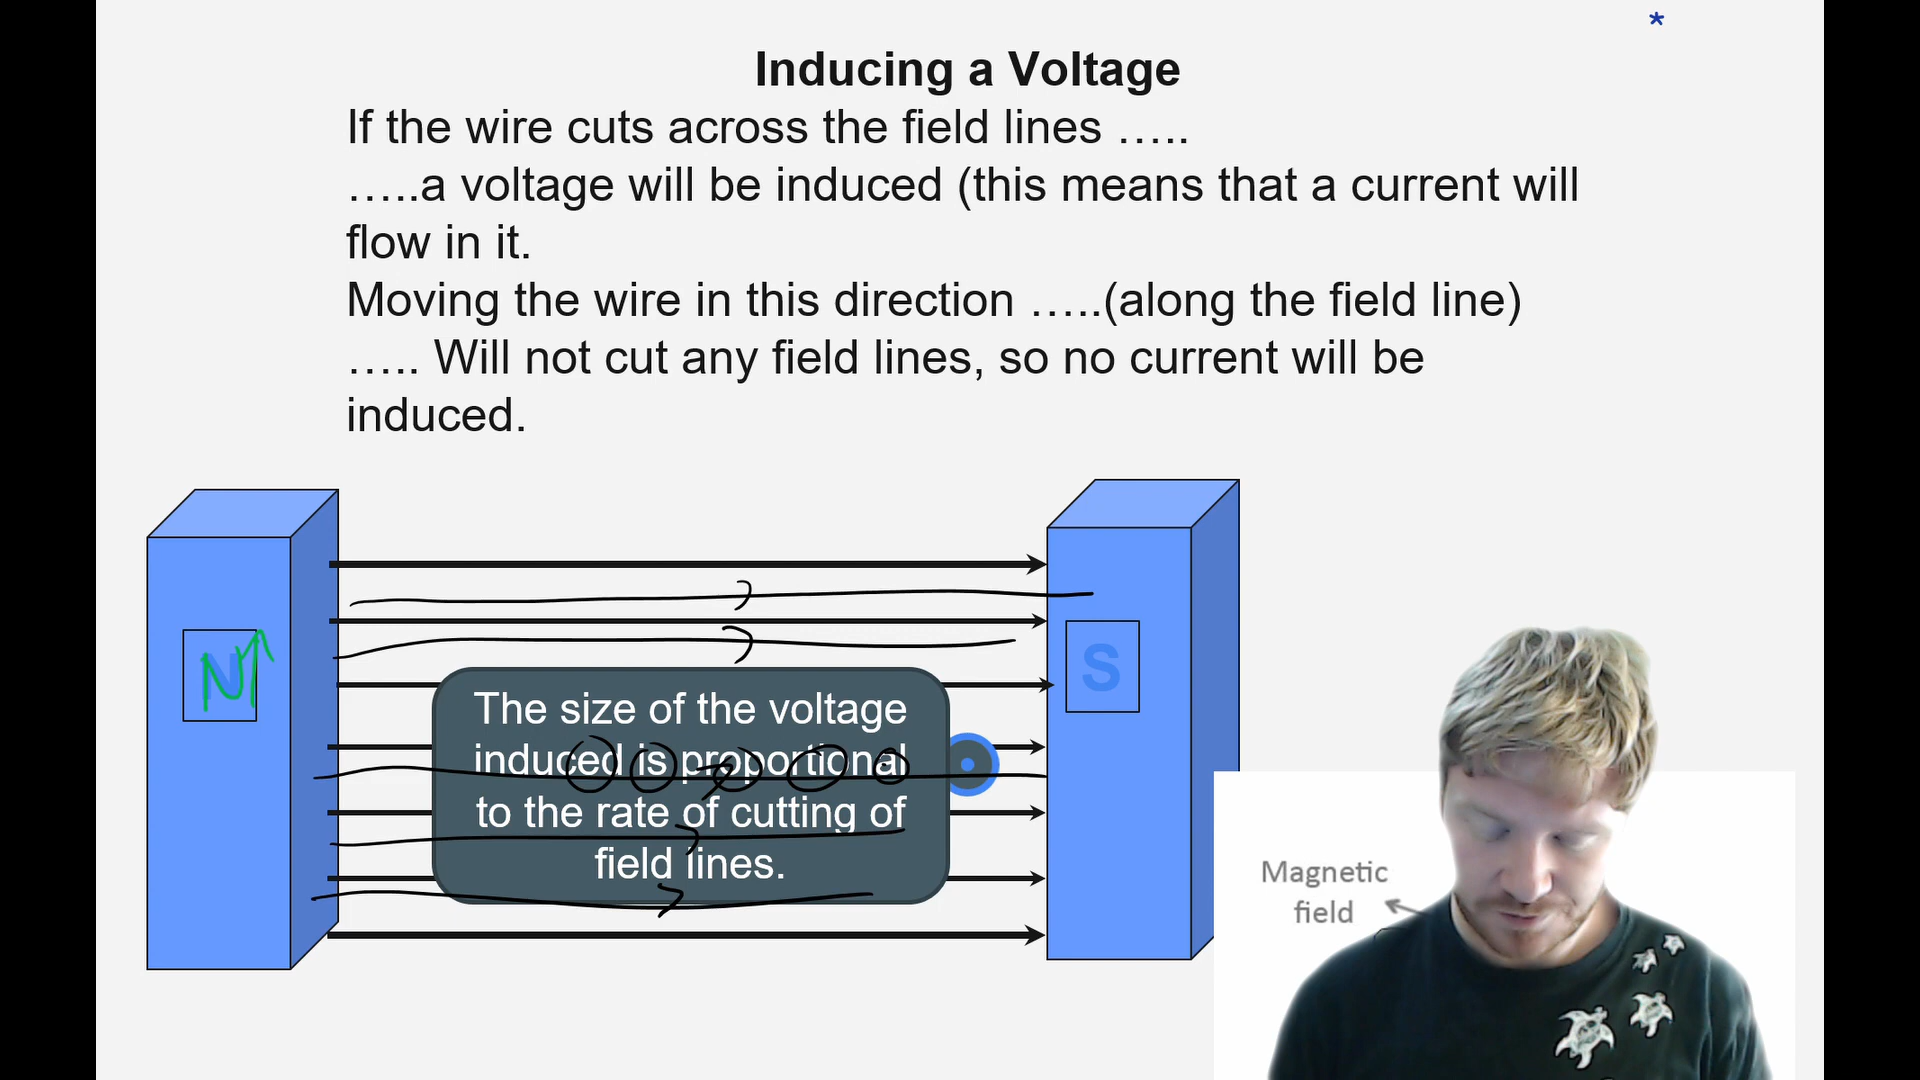 *
Inducing a Voltage
If the wire cuts across the field lines …..
…..a voltage will be induced (this means that a current will
flow in it.
Moving the wire in this direction …..(along the field line)
….. Will not cut any field lines, so no current will be
induced.
N
S
The size of the voltage
induced is proportional
to the rate of cutting of
field lines.
Magnetic
field